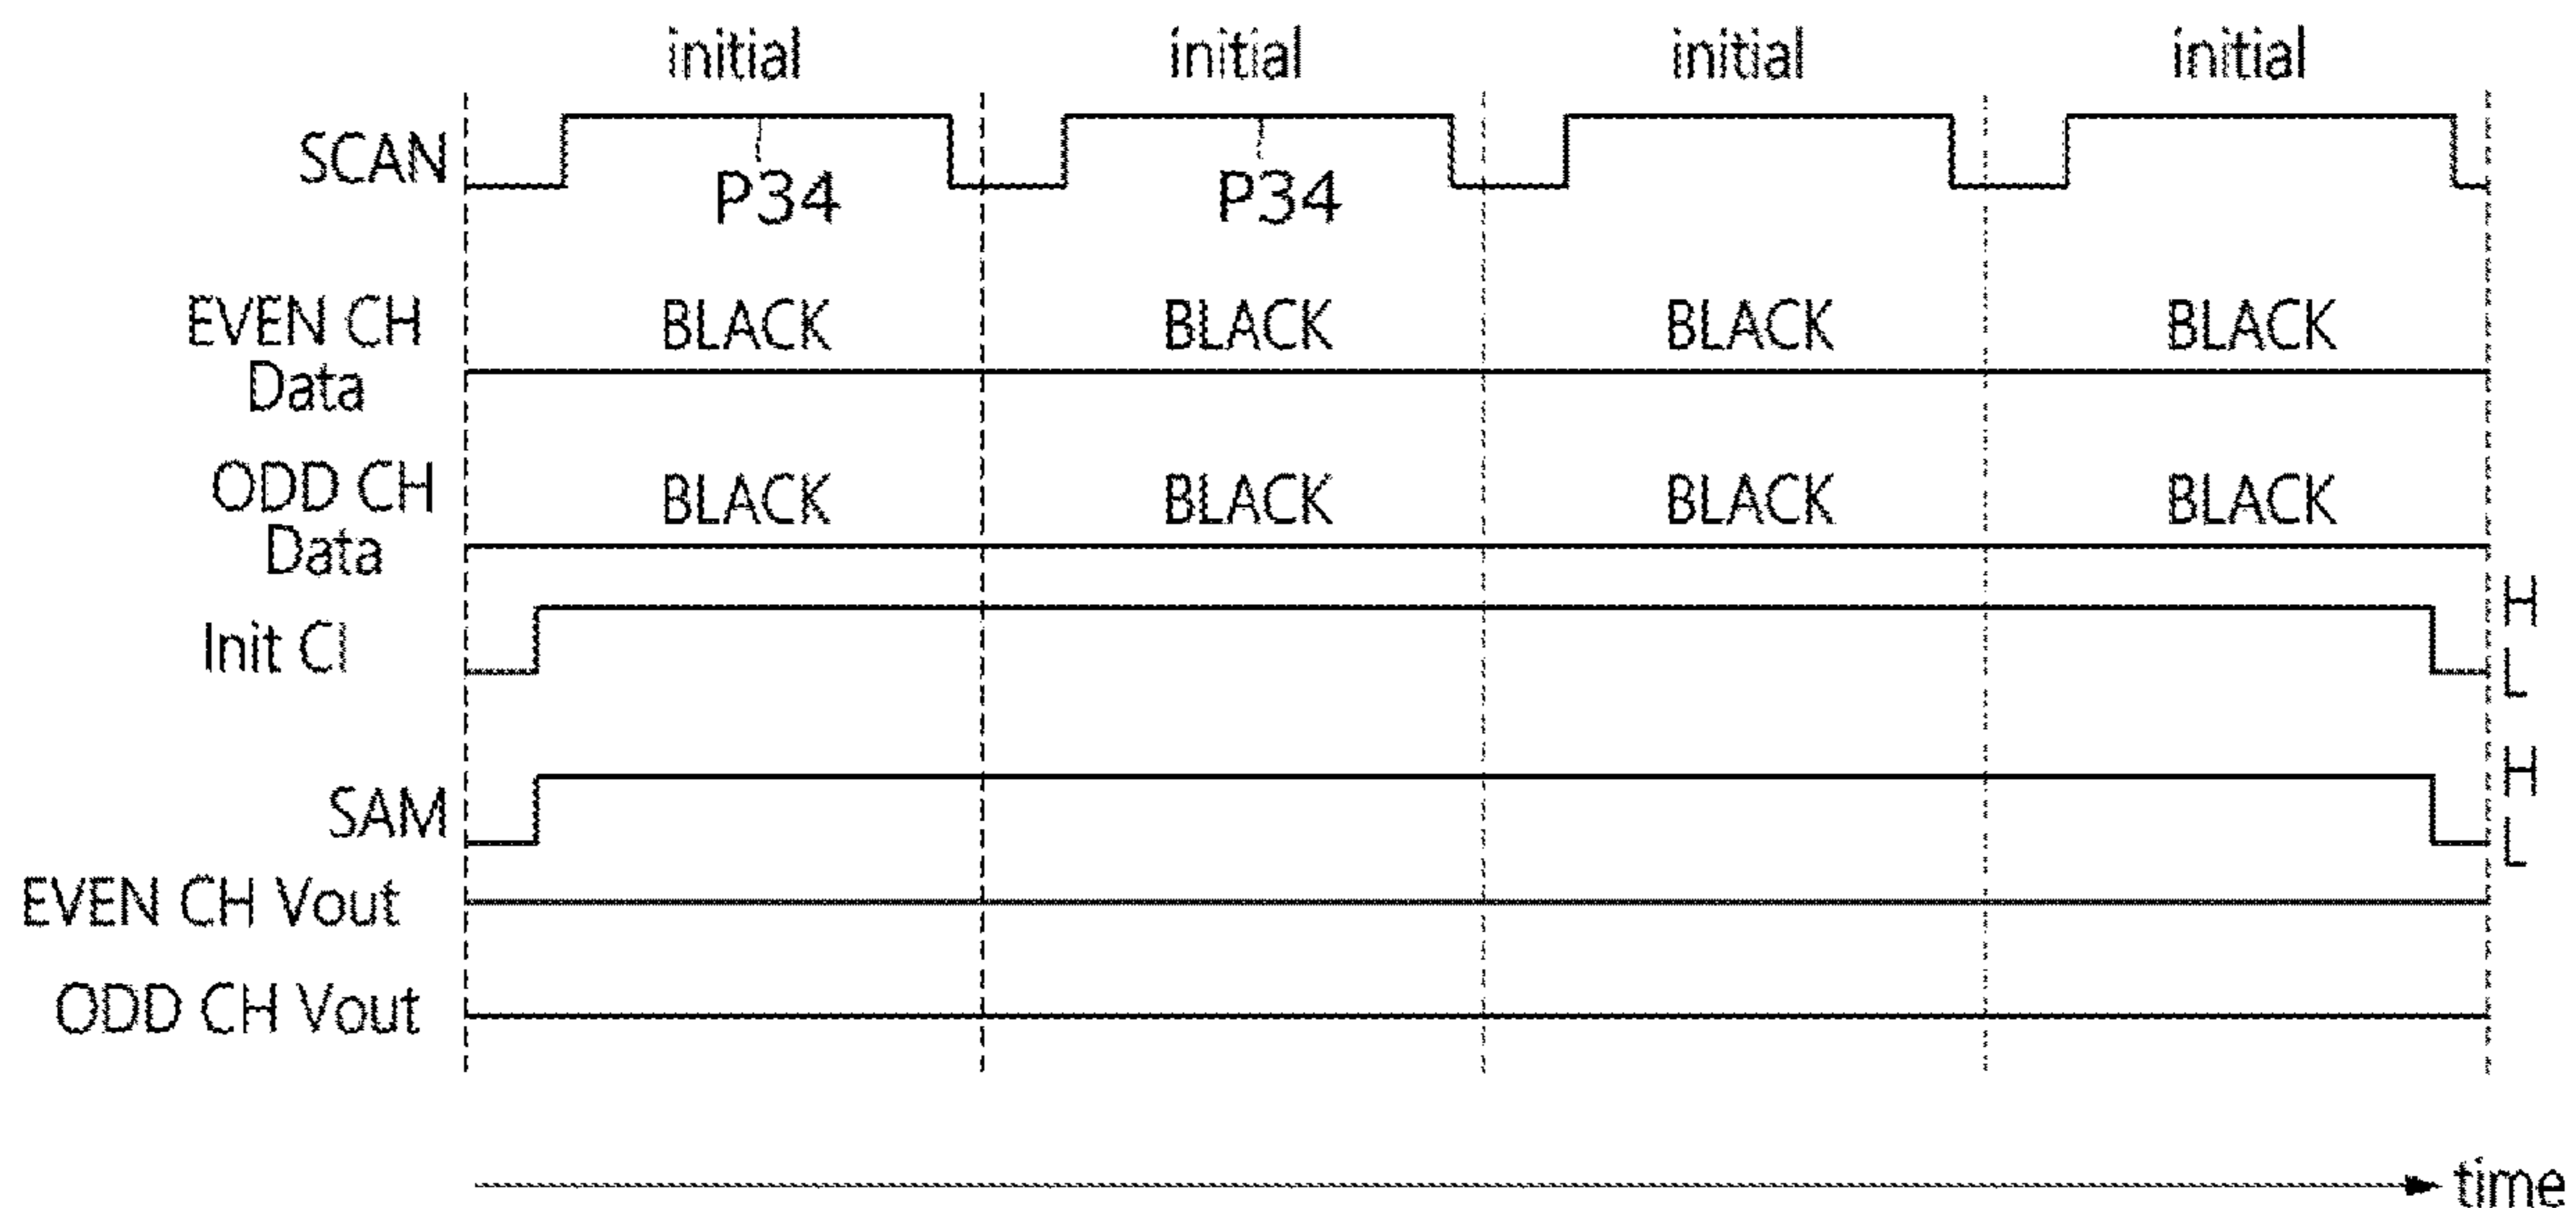 initial initial initial initial
SCAN
P34 P34
EVEN CH
Data
BLACK BLACK BLACK BLACK
ODD CH
Data
BLACK BLACK BLACK BLACK
Init CI
H
L
SAM
H
L
EVEN CH Vout
ODD CH Vout
time